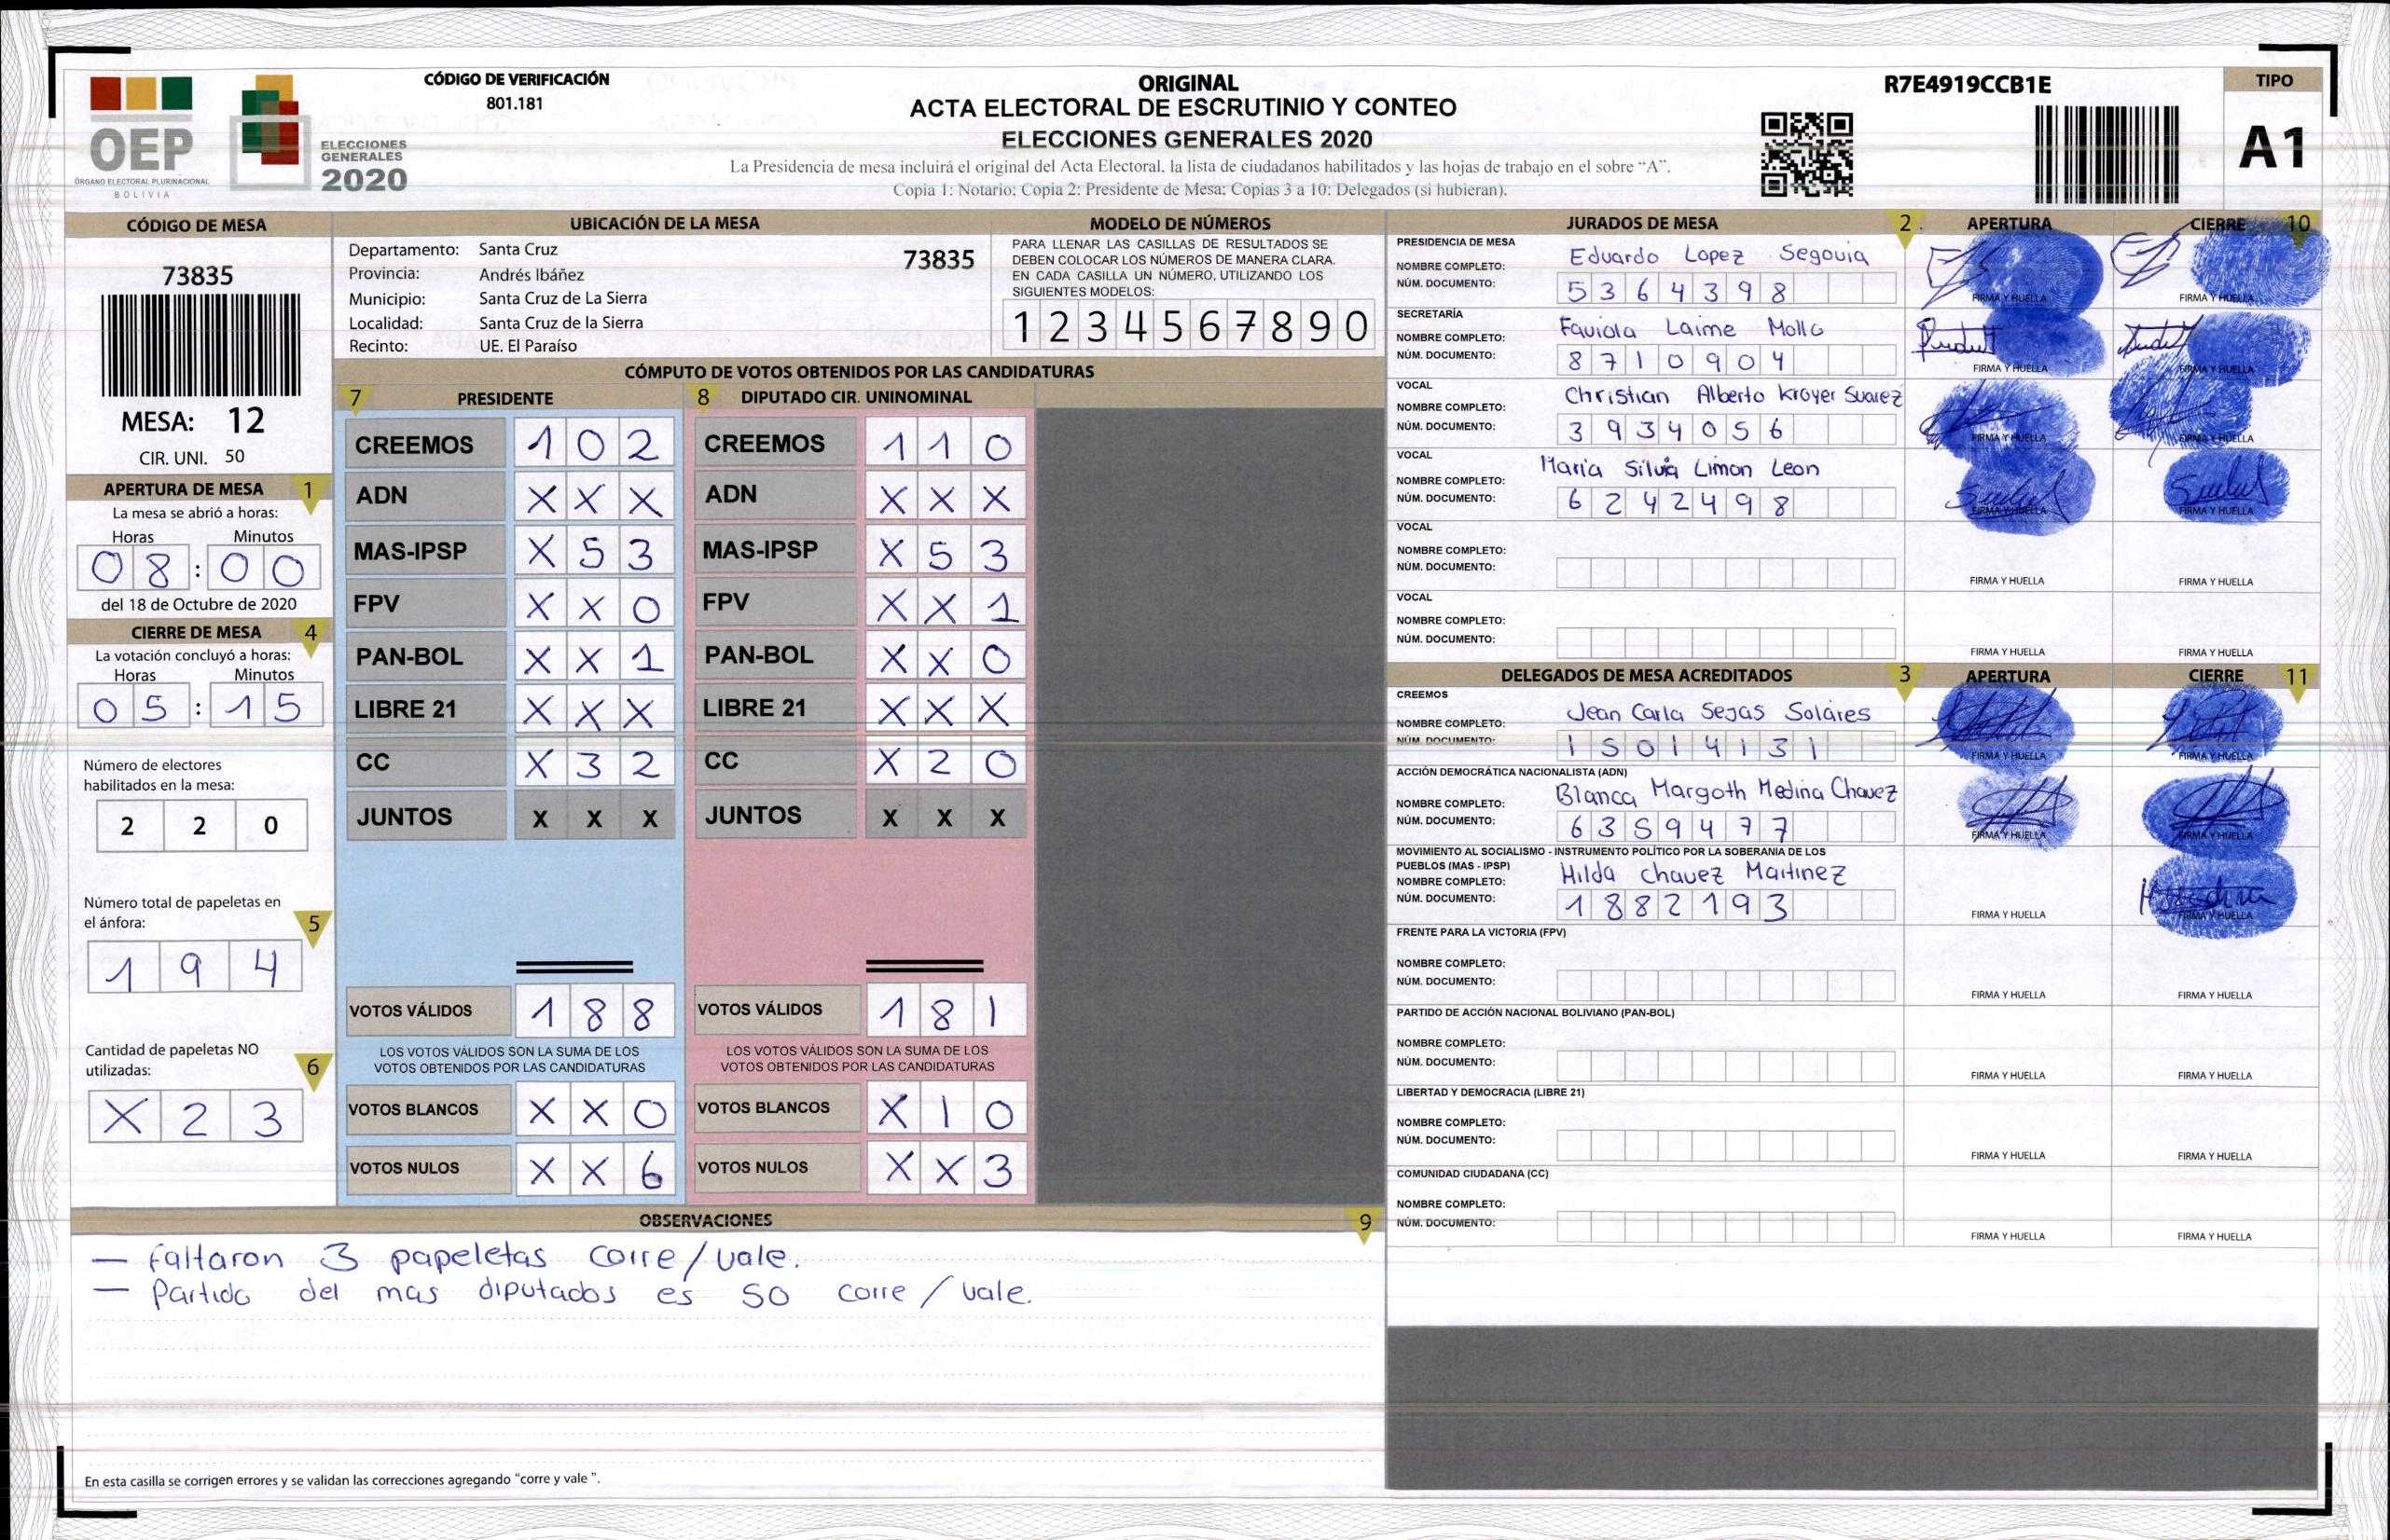 CÓDIGO DE VERIFICACIÓN
801.181
ORIGINAL
ACTA ELECTORAL DE ESCRUTINIO Y CONTEO
ELECCIONES GENERALES 2020
La Presidencia de mesa incluirá el original del Acta Electoral, la lista de ciudadanos habilitados y las hojas de trabajo en el sobre “A”.
Copia 1: Notario; Copia 2: Presidente de Mesa; Copias 3 a 10: Delegados (si hubieran).
R7E4919CCB1E
TIPO
A1
OEP
ÓRGANO ELECTORAL PLURINACIONAL
BOLIVIA
ELECCIONES
GENERALES
2020
CÓDIGO DE MESA
73835
MESA: 12
CIR. UNI. 50
APERTURA DE MESA 1
La mesa se abrió a horas:
Horas Minutos
0 8 : 0 0
del 18 de Octubre de 2020
CIERRE DE MESA 4
La votación concluyó a horas:
Horas Minutos
0 5 : 1 5
Número de electores
habilitados en la mesa:
2 2 0
Número total de papeletas en
el ánfora: 5
1 9 4
Cantidad de papeletas NO
utilizadas: 6
X 2 3
UBICACIÓN DE LA MESA
Departamento: Santa Cruz 73835
Provincia: Andrés Ibáñez
Municipio: Santa Cruz de La Sierra
Localidad: Santa Cruz de la Sierra
Recinto: UE. El Paraíso
MODELO DE NÚMEROS
PARA LLENAR LAS CASILLAS DE RESULTADOS SE
DEBEN COLOCAR LOS NÚMEROS DE MANERA CLARA.
EN CADA CASILLA UN NÚMERO, UTILIZANDO LOS
SIGUIENTES MODELOS:
1 2 3 4 5 6 7 8 9 0
CÓMPUTO DE VOTOS OBTENIDOS POR LAS CANDIDATURAS
7 PRESIDENTE 8 DIPUTADO CIR. UNINOMINAL
CREEMOS 1 0 2 CREEMOS 1 1 0
ADN X X X ADN X X X
MAS-IPSP X 5 3 MAS-IPSP X 5 3
FPV X X 0 FPV X X 1
PAN-BOL X X 1 PAN-BOL X X 0
LIBRE 21 X X X LIBRE 21 X X X
CC X 3 2 CC X 2 0
JUNTOS X X X JUNTOS X X X
VOTOS VÁLIDOS 1 8 8 VOTOS VÁLIDOS 1 8 1
LOS VOTOS VÁLIDOS SON LA SUMA DE LOS LOS VOTOS VÁLIDOS SON LA SUMA DE LOS
VOTOS OBTENIDOS POR LAS CANDIDATURAS VOTOS OBTENIDOS POR LAS CANDIDATURAS
VOTOS BLANCOS X X 0 VOTOS BLANCOS X 1 0
VOTOS NULOS X X 6 VOTOS NULOS X X 3
OBSERVACIONES 9
— faltaron 3 papeletas corre/vale.
— Partido del mas diputados es 50 corre/vale.
En esta casilla se corrigen errores y se validan las correcciones agregando “corre y vale ”.
JURADOS DE MESA 2 APERTURA CIERRE 10
PRESIDENCIA DE MESA
NOMBRE COMPLETO: Eduardo Lopez Segovia
NÚM. DOCUMENTO: 5 3 6 4 3 9 8
FIRMA Y HUELLA FIRMA Y HUELLA
SECRETARÍA
NOMBRE COMPLETO: Faviola Laime Mollo
NÚM. DOCUMENTO: 8 7 1 0 9 0 4
FIRMA Y HUELLA FIRMA Y HUELLA
VOCAL
NOMBRE COMPLETO: Christian Alberto Kroyer Suarez
NÚM. DOCUMENTO: 3 9 3 4 0 5 6
FIRMA Y HUELLA FIRMA Y HUELLA
VOCAL
NOMBRE COMPLETO: Maria Silvia Limon Leon
NÚM. DOCUMENTO: 6 2 4 2 4 9 8
FIRMA Y HUELLA FIRMA Y HUELLA
VOCAL
NOMBRE COMPLETO:
NÚM. DOCUMENTO:
FIRMA Y HUELLA FIRMA Y HUELLA
VOCAL
NOMBRE COMPLETO:
NÚM. DOCUMENTO:
FIRMA Y HUELLA FIRMA Y HUELLA
DELEGADOS DE MESA ACREDITADOS 3 APERTURA CIERRE 11
CREEMOS
NOMBRE COMPLETO: Jean Carla Sejas Solares
NÚM. DOCUMENTO: 1 5 0 1 4 1 3 1
FIRMA Y HUELLA FIRMA Y HUELLA
ACCIÓN DEMOCRÁTICA NACIONALISTA (ADN)
NOMBRE COMPLETO: Blanca Margoth Medina Chavez
NÚM. DOCUMENTO: 6 3 5 9 4 7 7
FIRMA Y HUELLA FIRMA Y HUELLA
MOVIMIENTO AL SOCIALISMO - INSTRUMENTO POLÍTICO POR LA SOBERANÍA DE LOS
PUEBLOS (MAS - IPSP)
NOMBRE COMPLETO: Hilda chavez Martinez
NÚM. DOCUMENTO: 1 8 8 2 1 9 3
FIRMA Y HUELLA FIRMA Y HUELLA
FRENTE PARA LA VICTORIA (FPV)
NOMBRE COMPLETO:
NÚM. DOCUMENTO:
FIRMA Y HUELLA FIRMA Y HUELLA
PARTIDO DE ACCIÓN NACIONAL BOLIVIANO (PAN-BOL)
NOMBRE COMPLETO:
NÚM. DOCUMENTO:
FIRMA Y HUELLA FIRMA Y HUELLA
LIBERTAD Y DEMOCRACIA (LIBRE 21)
NOMBRE COMPLETO:
NÚM. DOCUMENTO:
FIRMA Y HUELLA FIRMA Y HUELLA
COMUNIDAD CIUDADANA (CC)
NOMBRE COMPLETO:
NÚM. DOCUMENTO:
FIRMA Y HUELLA FIRMA Y HUELLA